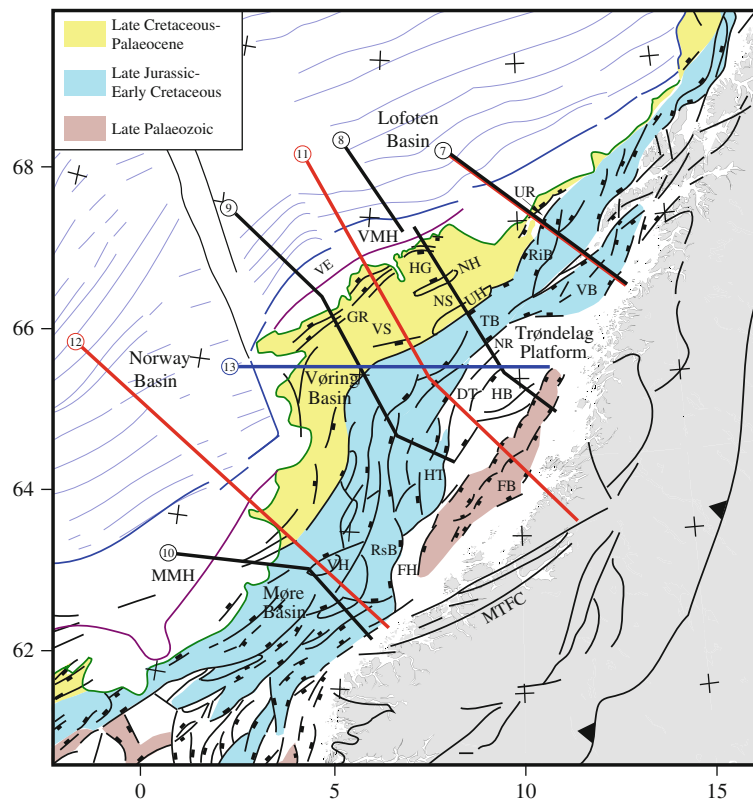 Late Cretaceous-
Palaeocene
Late Jurassic-
Early Cretaceous
Late Palaeozoic
Lofoten
Basin
8
7
11
68
UR
9
VMH
RiB
VE
HG
NH
VB
NS
UH
GR
TB
VS
66
12
NR
Trøndelag
Platform
Norway
Basin
13
Vøring
Basin
DT
HB
HT
64
FB
10
RsB
VH
FH
MMH
Møre
Basin
MTFC
62
0
5
10
15